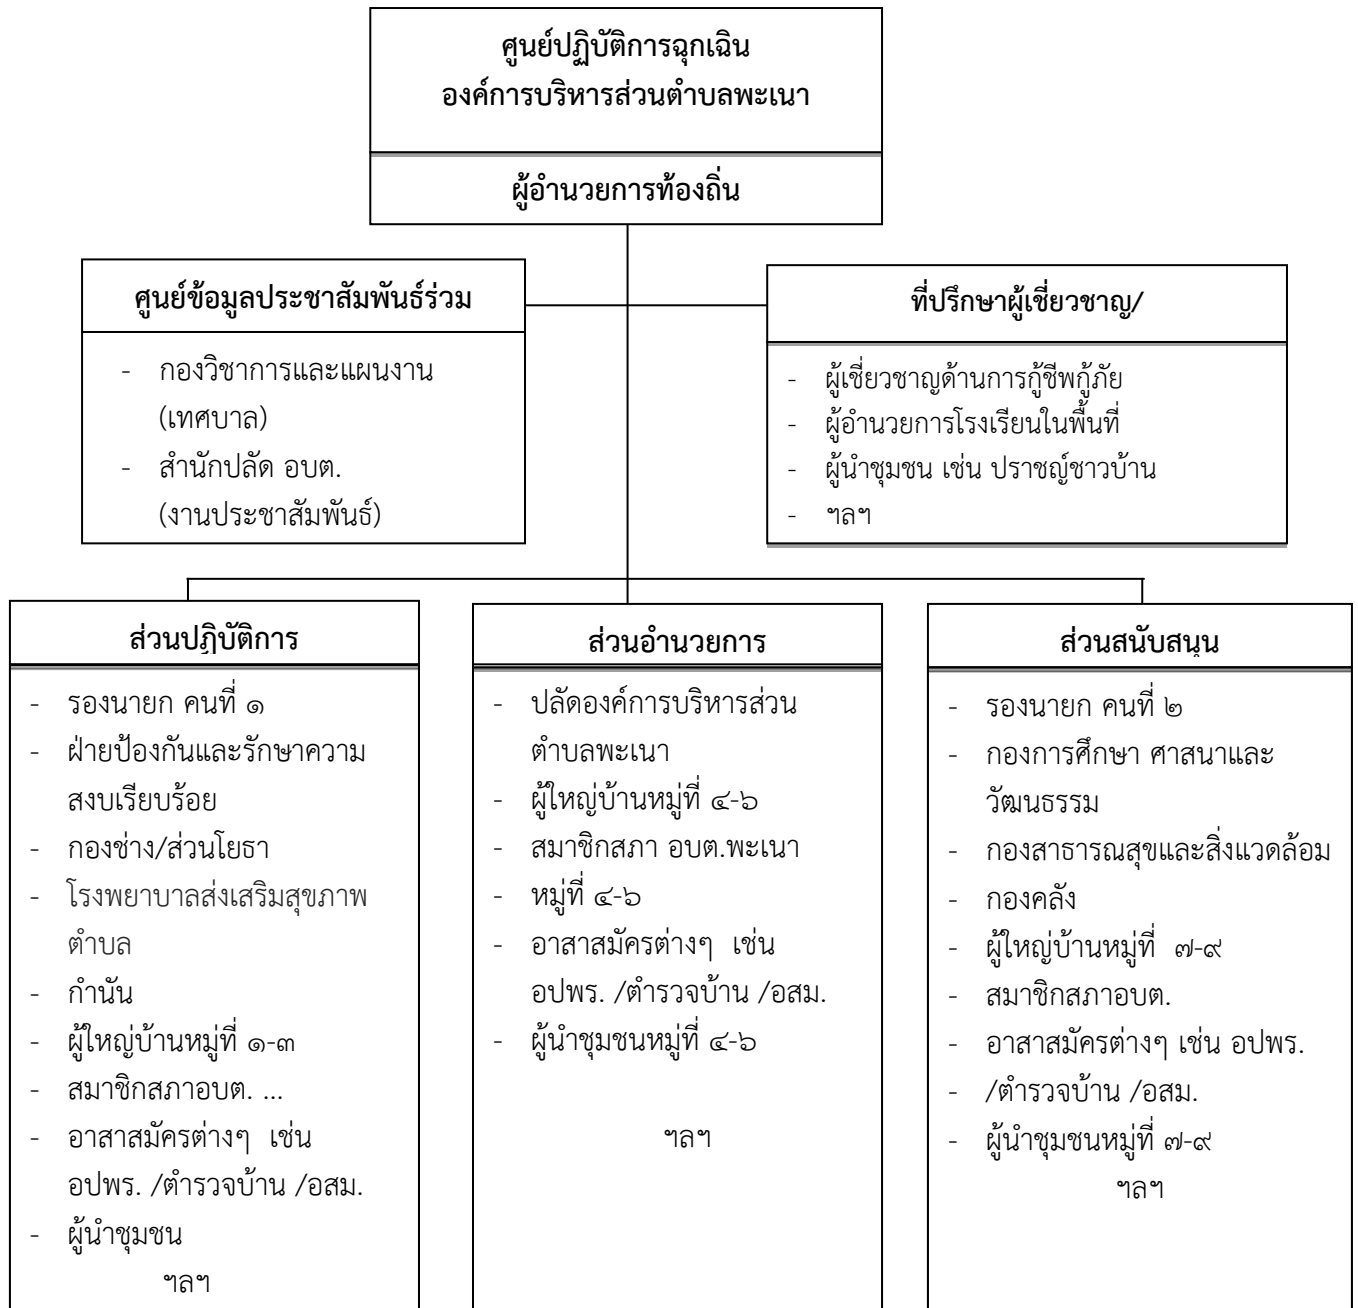 ศูนย์ปฏิบัติการฉุกเฉิน
องค์การบริหารส่วนตำบลพะเนา
ผู้อำนวยการท้องถิ่น
ศูนย์ข้อมูลประชาสัมพันธ์ร่วม
- กองวิชาการและแผนงาน
(เทศบาล)
- สำนักปลัด อบต.
(งานประชาสัมพันธ์)
ที่ปรึกษาผู้เชี่ยวชาญ/
- ผู้เชี่ยวชาญด้านการกู้ชีพกู้ภัย
- ผู้อำนวยการโรงเรียนในพื้นที่
- ผู้นำชุมชน เช่น ปราชญ์ชาวบ้าน
- ฯลฯ
ส่วนปฏิบัติการ
- รองนายก คนที่ ๑
- ฝ่ายป้องกันและรักษาความ
สงบเรียบร้อย
- กองช่าง/ส่วนโยธา
- โรงพยาบาลส่งเสริมสุขภาพ
ตำบล
- กำนัน
- ผู้ใหญ่บ้านหมู่ที่ ๑-๓
- สมาชิกสภาอบต. ...
- อาสาสมัครต่างๆ เช่น
อปพร. /ตำรวจบ้าน /อสม.
- ผู้นำชุมชน
ฯลฯ
ส่วนอำนวยการ
- ปลัดองค์การบริหารส่วน
ตำบลพะเนา
- ผู้ใหญ่บ้านหมู่ที่ ๔-๖
- สมาชิกสภา อบต.พะเนา
- หมู่ที่ ๔-๖
- อาสาสมัครต่างๆ เช่น
อปพร. /ตำรวจบ้าน /อสม.
- ผู้นำชุมชนหมู่ที่ ๔-๖
ฯลฯ
ส่วนสนับสนุน
- รองนายก คนที่ ๒
- กองการศึกษา ศาสนาและ
วัฒนธรรม
- กองสาธารณสุขและสิ่งแวดล้อม
- กองคลัง
- ผู้ใหญ่บ้านหมู่ที่ ๗-๙
- สมาชิกสภาอบต.
- อาสาสมัครต่างๆ เช่น อปพร.
- /ตำรวจบ้าน /อสม.
- ผู้นำชุมชนหมู่ที่ ๗-๙
ฯลฯ